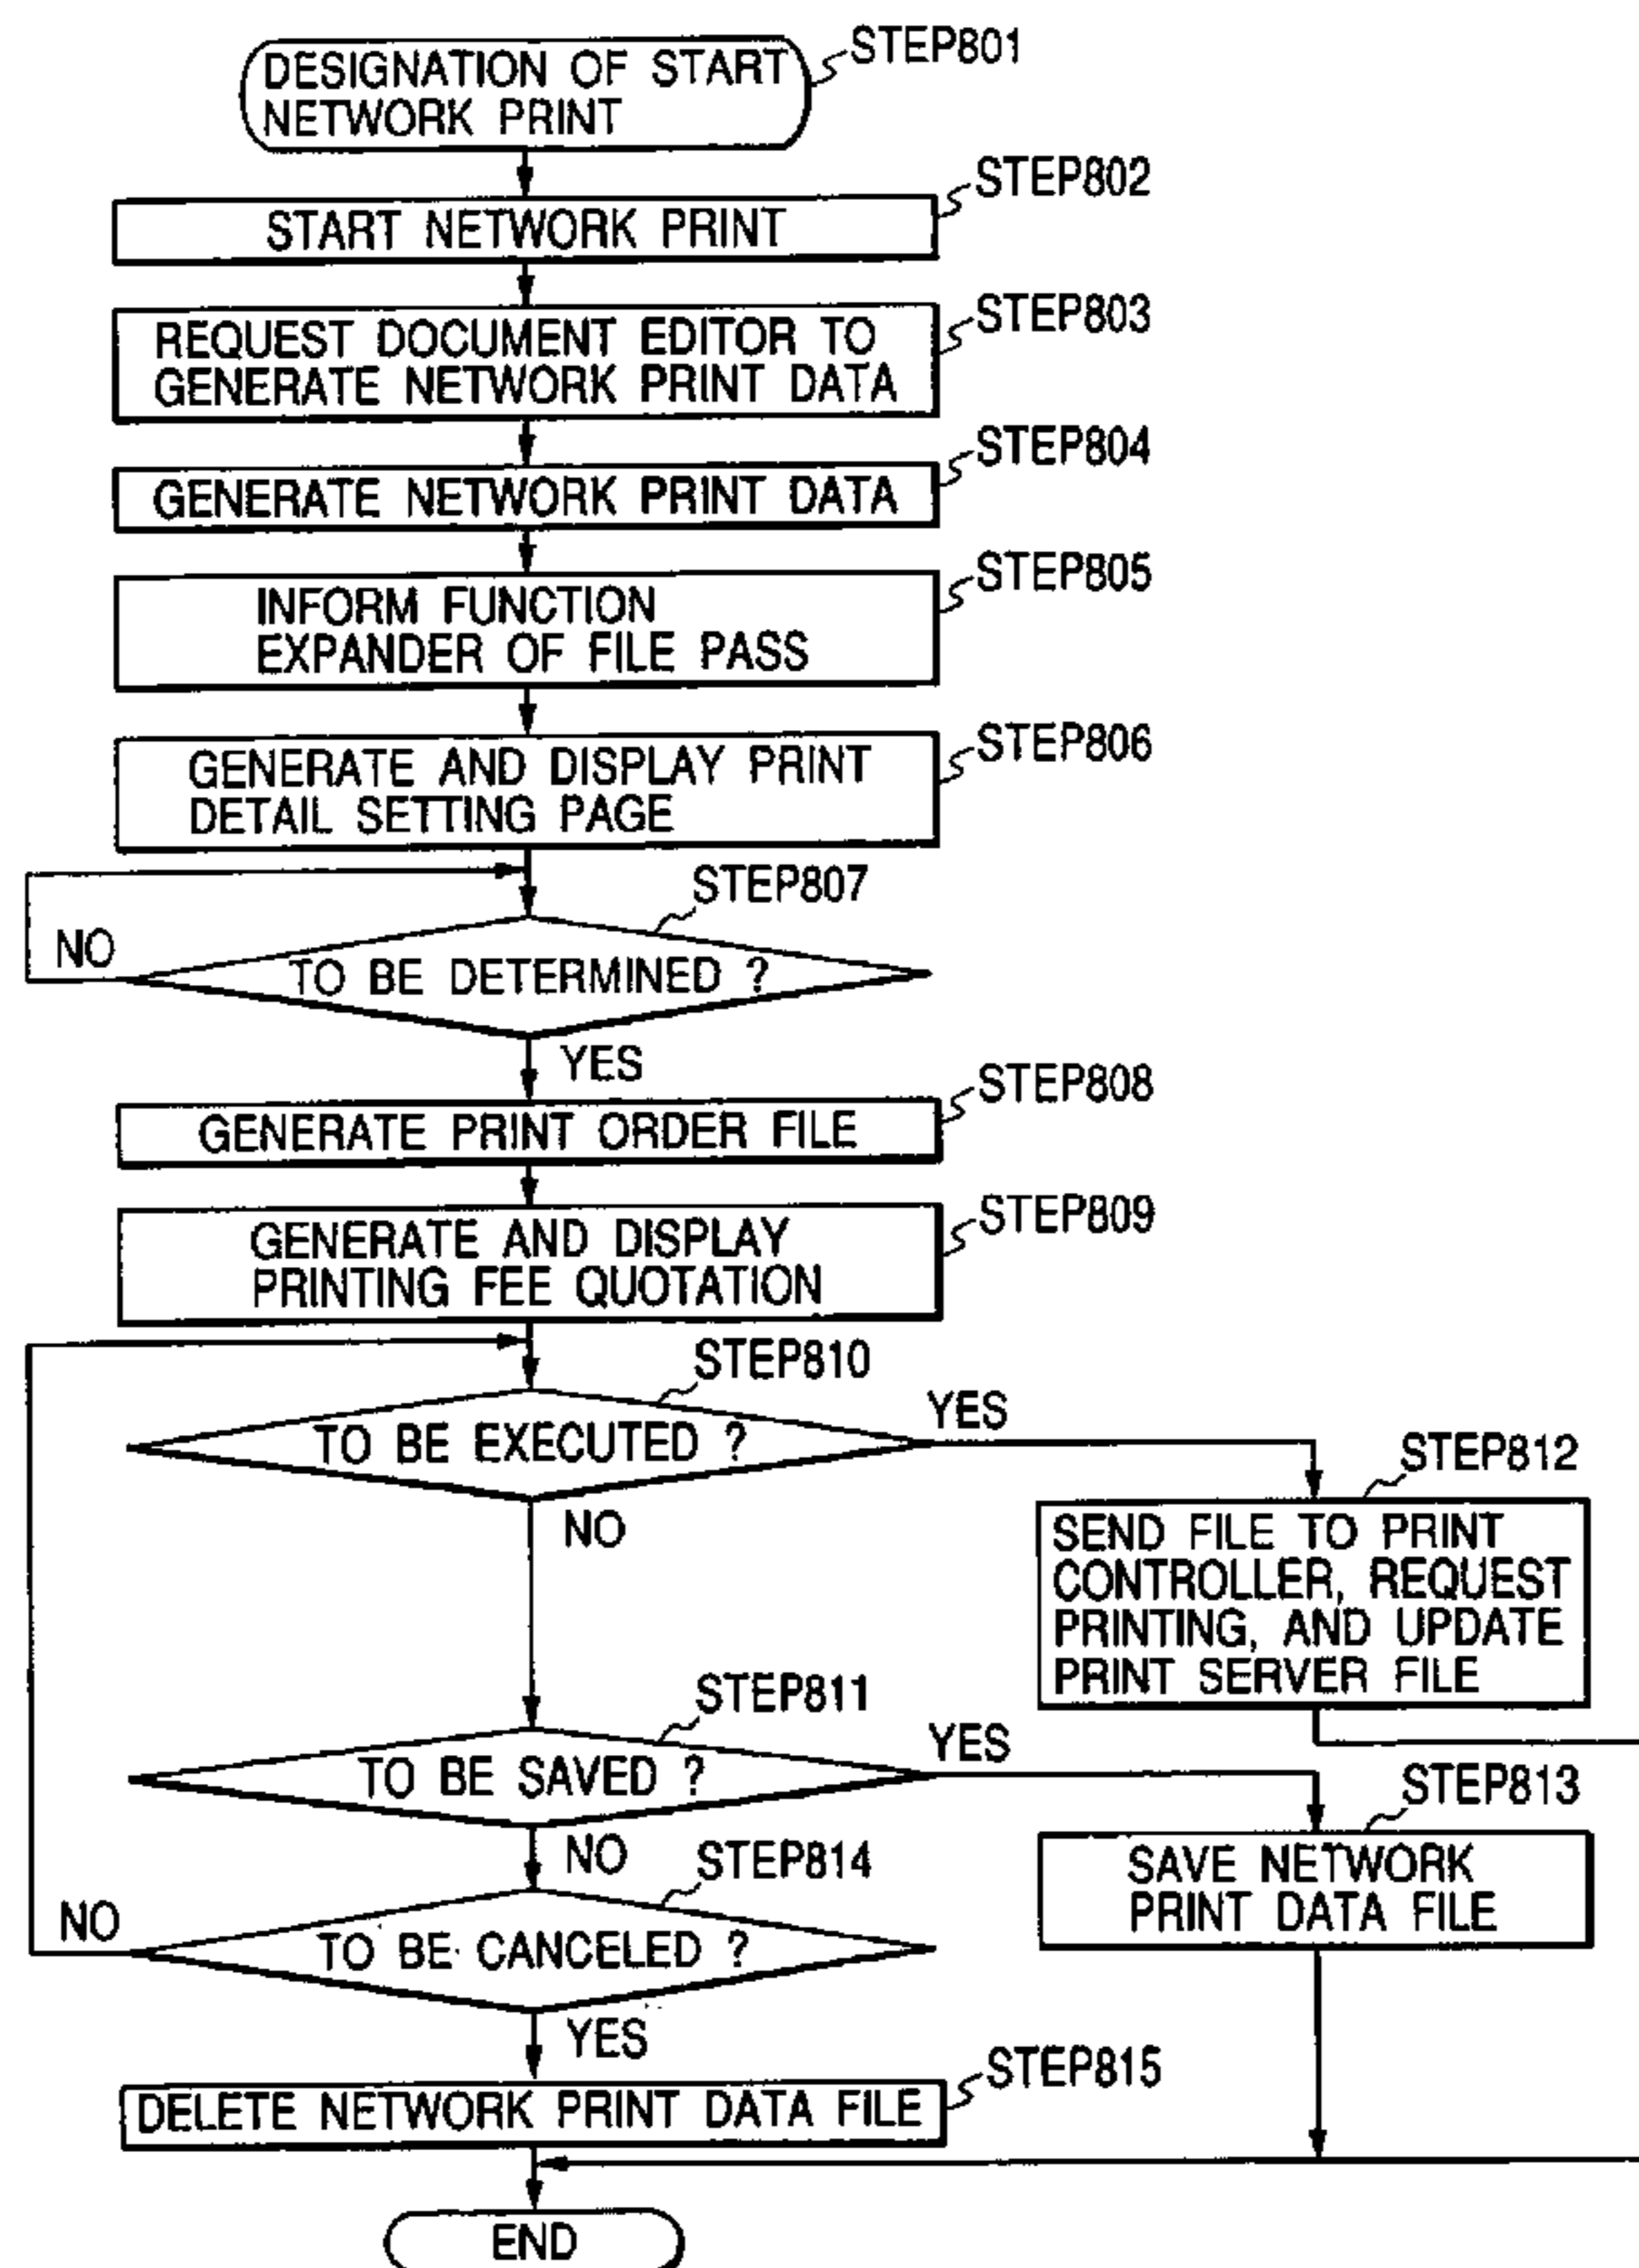 DESIGNATION OF START
NETWORK PRINT
STEP801
START NETWORK PRINT
STEP802
REQUEST DOCUMENT EDITOR TO
GENERATE NETWORK PRINT DATA
STEP803
GENERATE NETWORK PRINT DATA
STEP804
INFORM FUNCTION
EXPANDER OF FILE PASS
STEP805
GENERATE AND DISPLAY PRINT
DETAIL SETTING PAGE
STEP806
STEP807
NO
TO BE DETERMINED ?
YES
STEP808
GENERATE PRINT ORDER FILE
STEP809
GENERATE AND DISPLAY
PRINTING FEE QUOTATION
STEP810
TO BE EXECUTED ?
YES
NO
STEP812
SEND FILE TO PRINT
CONTROLLER, REQUEST
PRINTING, AND UPDATE
PRINT SERVER FILE
STEP811
TO BE SAVED ?
YES
NO
STEP813
SAVE NETWORK
PRINT DATA FILE
STEP814
NO
TO BE CANCELED ?
YES
STEP815
DELETE NETWORK PRINT DATA FILE
END